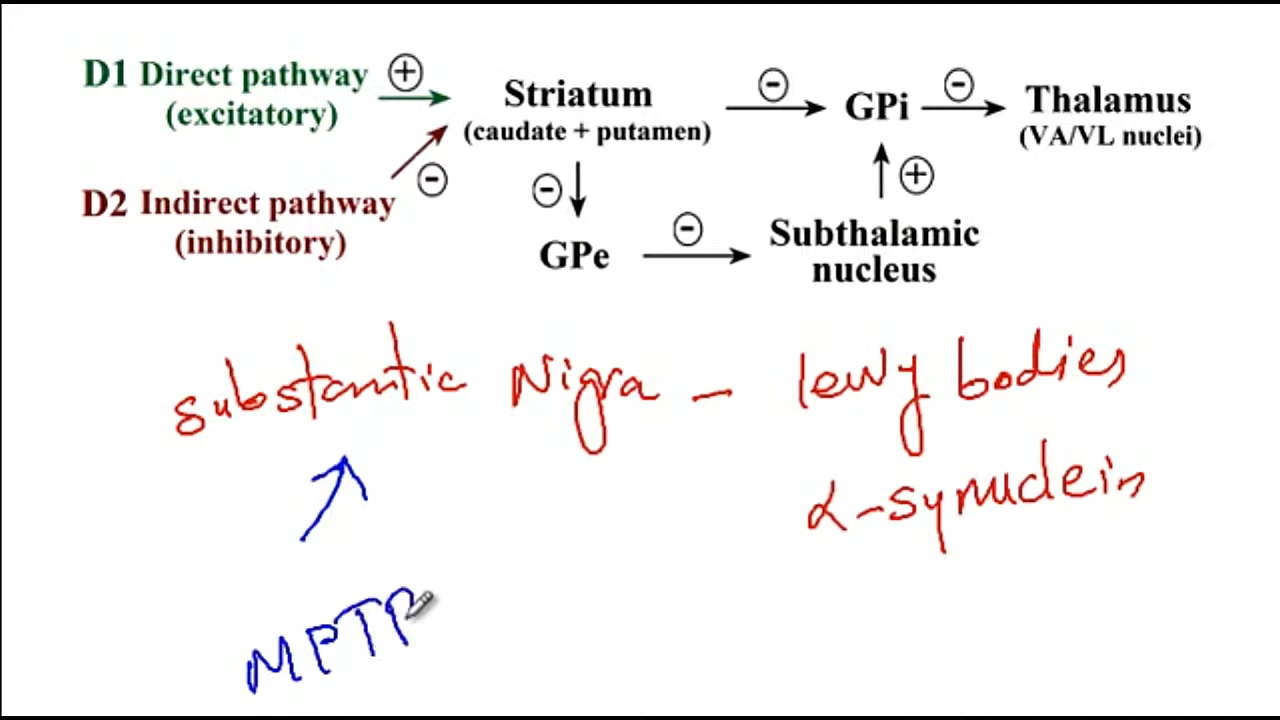 D1 Direct pathway
(excitatory)
+
Striatum
(caudate + putamen)
-
GPi
-
Thalamus
(VA/VL nuclei)
D2 Indirect pathway
(inhibitory)
-
-
GPe
-
Subthalamic
nucleus
+
substantic Nigra - lewy bodies
α-synuclein
MPTP